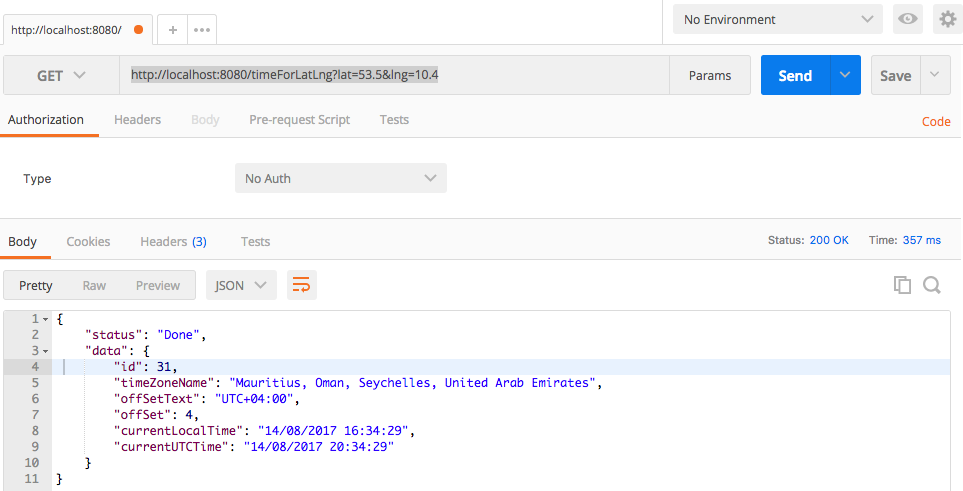 http://localhost:8080/
+
•••
No Environment
GET
http://localhost:8080/timeForLatLng?lat=53.5&lng=10.4
Params
Send
Save
Authorization
Headers
Body
Pre-request Script
Tests
Code
Type
No Auth
Body
Cookies
Headers (3)
Tests
Status: 200 OK
Time: 357 ms
Pretty
Raw
Preview
JSON
1 {
2 "status": "Done",
3 "data": {
4 "id": 31,
5 "timeZoneName": "Mauritius, Oman, Seychelles, United Arab Emirates",
6 "offSetText": "UTC+04:00",
7 "offSet": 4,
8 "currentLocalTime": "14/08/2017 16:34:29",
9 "currentUTCTime": "14/08/2017 20:34:29"
10 }
11 }